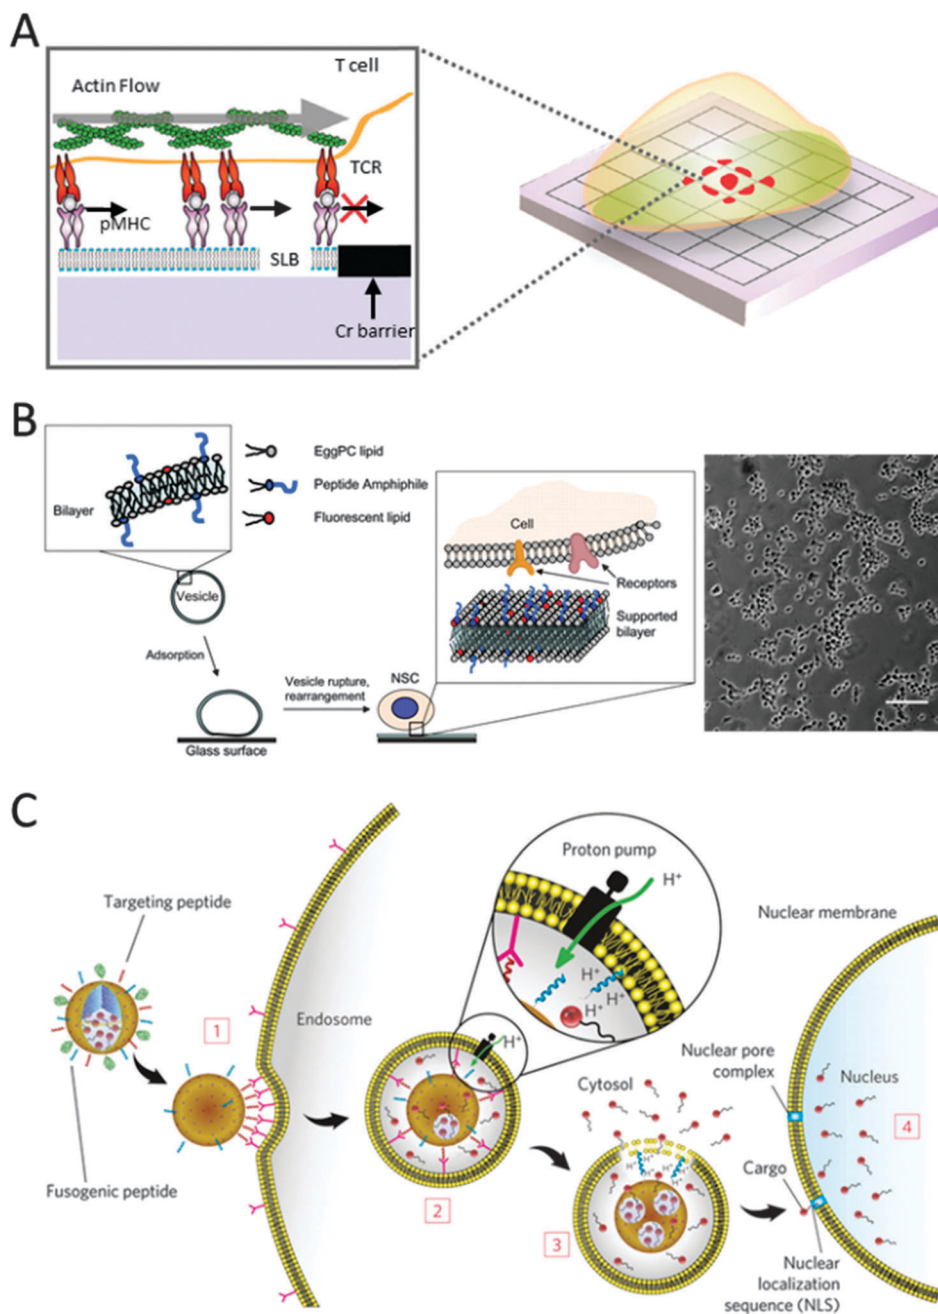 A
T cell
Actin Flow
TCR
pMHC
SLB
Cr barrier
B
EggPC lipid
Peptide Amphiphile
Fluorescent lipid
Bilayer
Vesicle
Adsorption
Glass surface
Vesicle rupture,
rearrangement
NSC
Cell
Receptors
Supported
bilayer
C
Targeting peptide
Fusogenic peptide
1
Endosome
2
H⁺
Proton pump
H⁺
H⁺
H⁺
H⁺
H⁺
Cytosol
H⁺
H⁺
H⁺
H⁺
3
Nuclear membrane
Nuclear pore
complex
Nucleus
4
Cargo
Nuclear
localization
sequence (NLS)